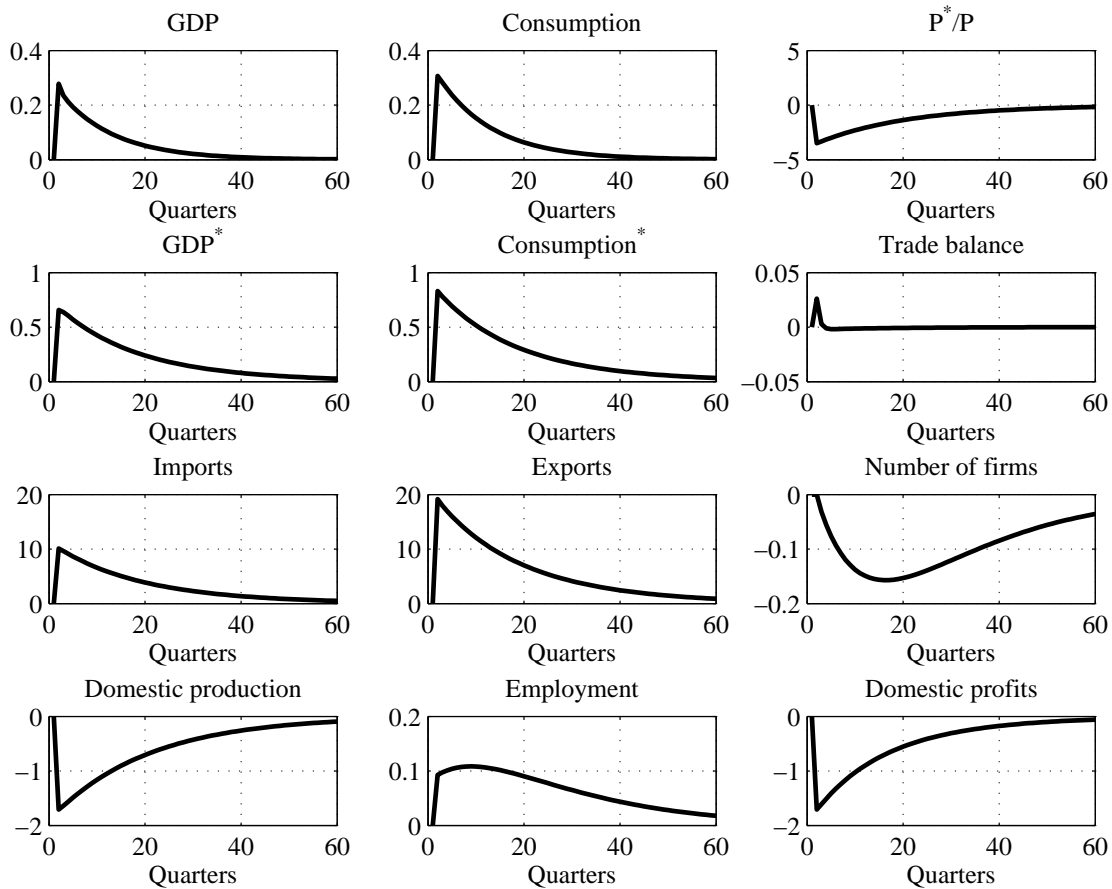 GDP
Consumption
P*/P
0.4
0.2
0
0 20 40 60
Quarters
0.4
0.2
0
0 20 40 60
Quarters
5
0
−5
0 20 40 60
Quarters
GDP*
Consumption*
Trade balance
1
0.5
0
0 20 40 60
Quarters
1
0.5
0
0 20 40 60
Quarters
0.05
0
−0.05
0 20 40 60
Quarters
Imports
Exports
Number of firms
20
10
0
0 20 40 60
Quarters
20
10
0
0 20 40 60
Quarters
0
−0.1
−0.2
0 20 40 60
Quarters
Domestic production
Employment
Domestic profits
0
−1
−2
0 20 40 60
Quarters
0.2
0.1
0
0 20 40 60
Quarters
0
−1
−2
0 20 40 60
Quarters